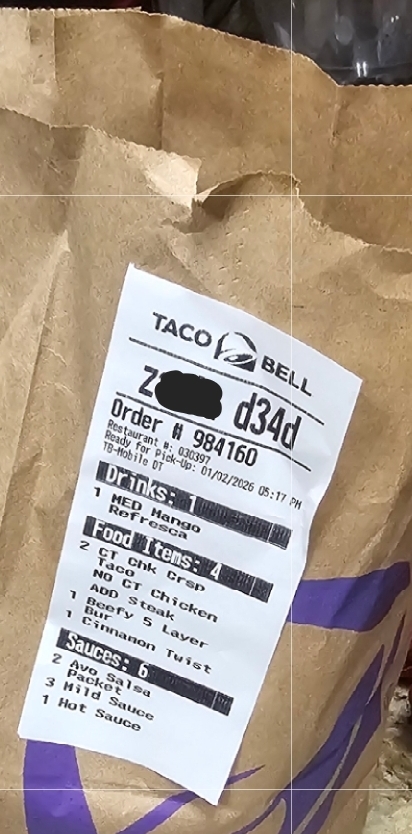 TACO BELL
Z d34d
Order # 984160
Restaurant #: 030397
Ready for Pick-Up: 01/02/2026 05:17 PM
TB-Mobile DT
Drinks: 1
1 MED Mango
Refresca
Food Items: 4
2 CT Chk Crsp
Taco
NO CT Chicken
ADD Steak
1 Beefy 5 Layer
Bur
1 Cinnamon Twist
Sauces: 6
2 Avo Salsa
Packet
3 Mild Sauce
1 Hot Sauce